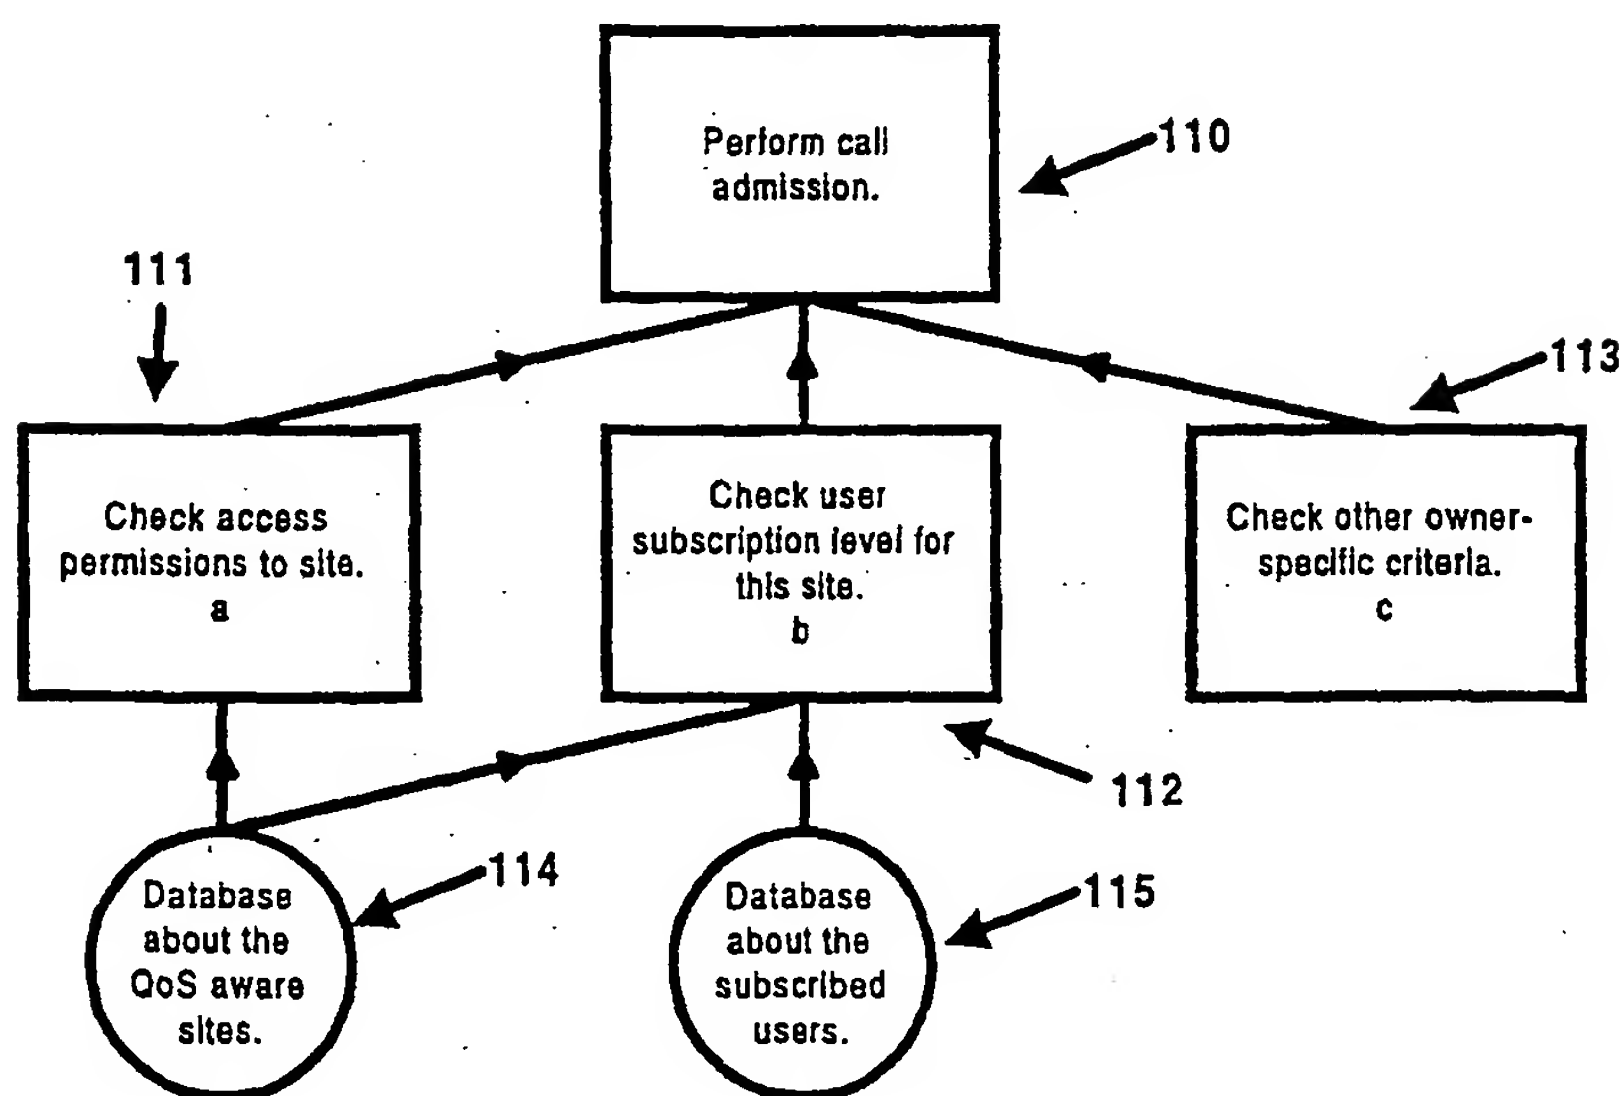 Perform call
admission.
110
111
113
Check access
permissions to site.
a
Check user
subscription level for
this site.
b
Check other owner-
specific criteria.
c
112
114
115
Database
about the
QoS aware
sites.
Database
about the
subscribed
users.